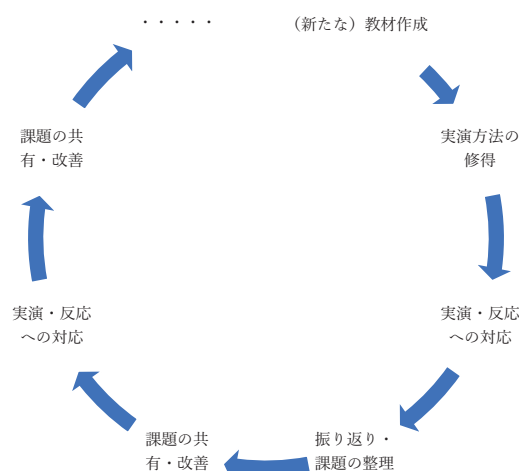 ・・・・・
（新たな）教材作成
実演方法の
修得
実演・反応
への対応
振り返り・
課題の整理
課題の共
有・改善
実演・反応
への対応
課題の共
有・改善